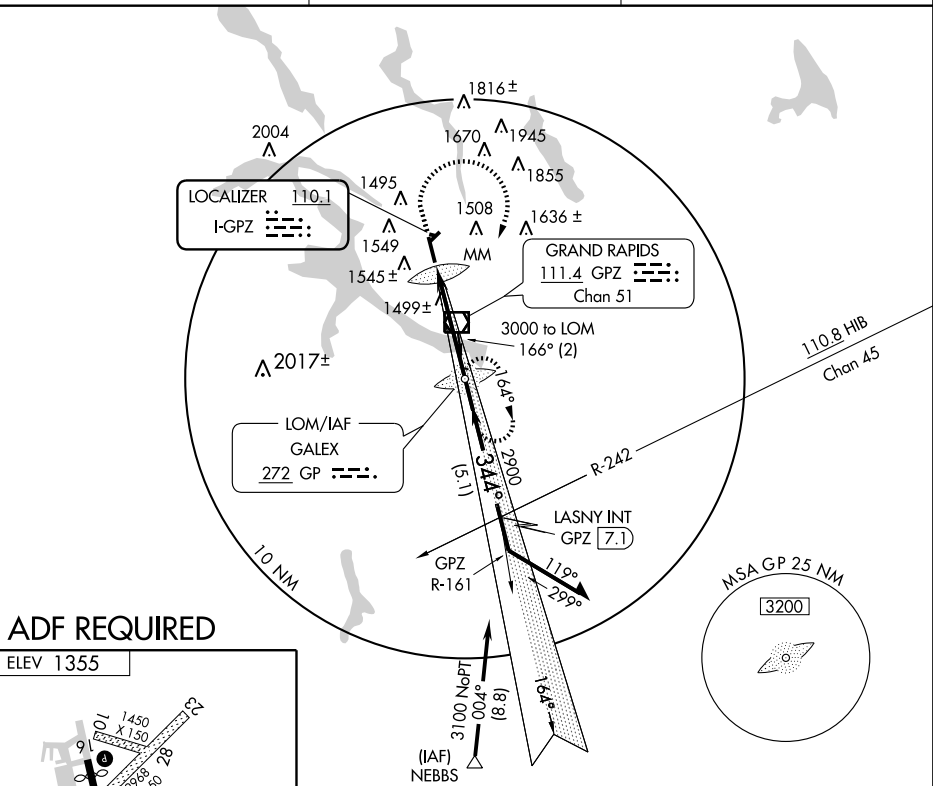 1816±
2004
1670
1945
1855
LOCALIZER 110.1
I-GPZ
1495
1508
1636 ±
1549
MM
1545±
GRAND RAPIDS
111.4 GPZ
Chan 51
1499±
3000 to LOM
166° (2)
110.8 HIB
Chan 45
2017±
164°
LOM/IAF
GALEX
272 GP
344°
2900
(5.1)
R-242
LASNY INT
GPZ 7.1
10 NM
GPZ
R-161
119°
299°
MSA GP 25 NM
3200
ADF REQUIRED
ELEV 1355
3100 NoPT
004°
(8.8)
164°
(IAF)
NEBBS
10
1450
X 150
23
16
P
28